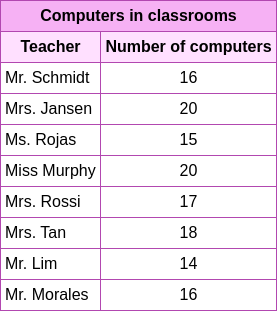 Computers in classrooms
Teacher Number of computers
Mr. Schmidt 16
Mrs. Jansen 20
Ms. Rojas 15
Miss Murphy 20
Mrs. Rossi 17
Mrs. Tan 18
Mr. Lim 14
Mr. Morales 16